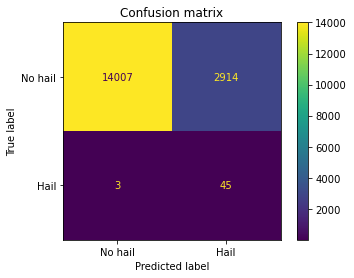 Confusion matrix
No hail
14007
2914
Hail
3
45
No hail
Hail
Predicted label
True label
14000
12000
10000
8000
6000
4000
2000